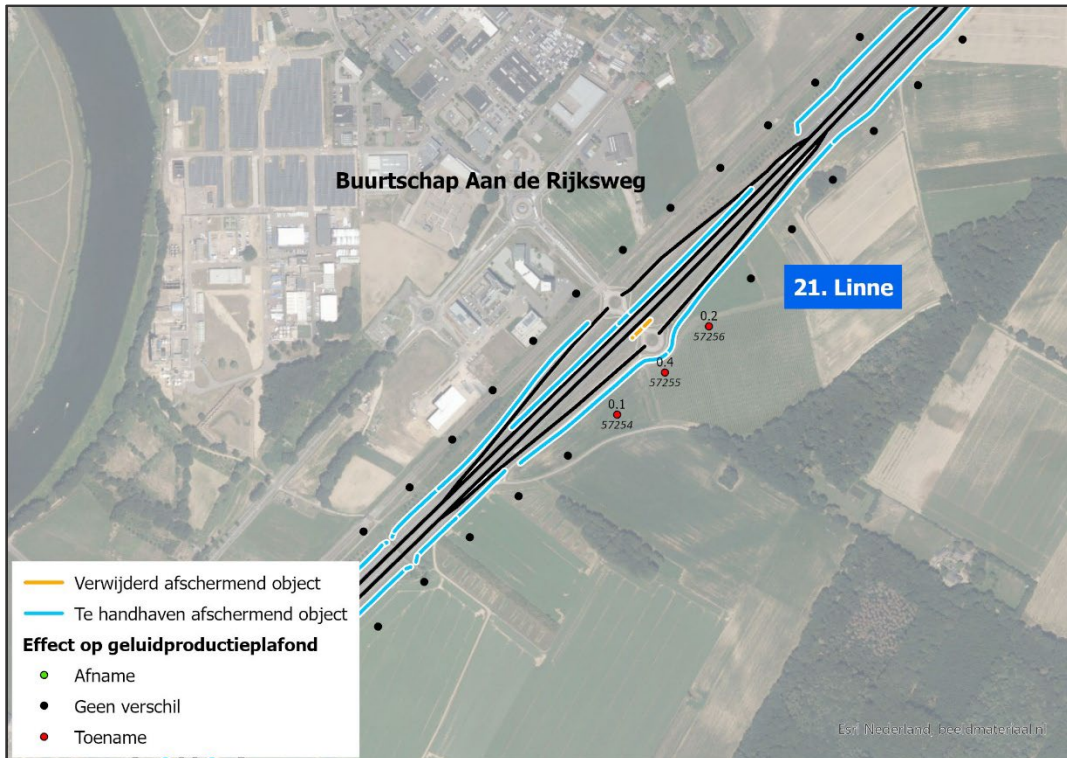 Buurtschap Aan de Rijksweg
21. Linne
0.2
57256
0.4
57255
0.1
57254
Verwijderd afschermend object
Te handhaven afschermend object
Effect op geluidproductieplafond
Afname
Geen verschil
Toename
Esri Nederland, beeldmateriaal.nl